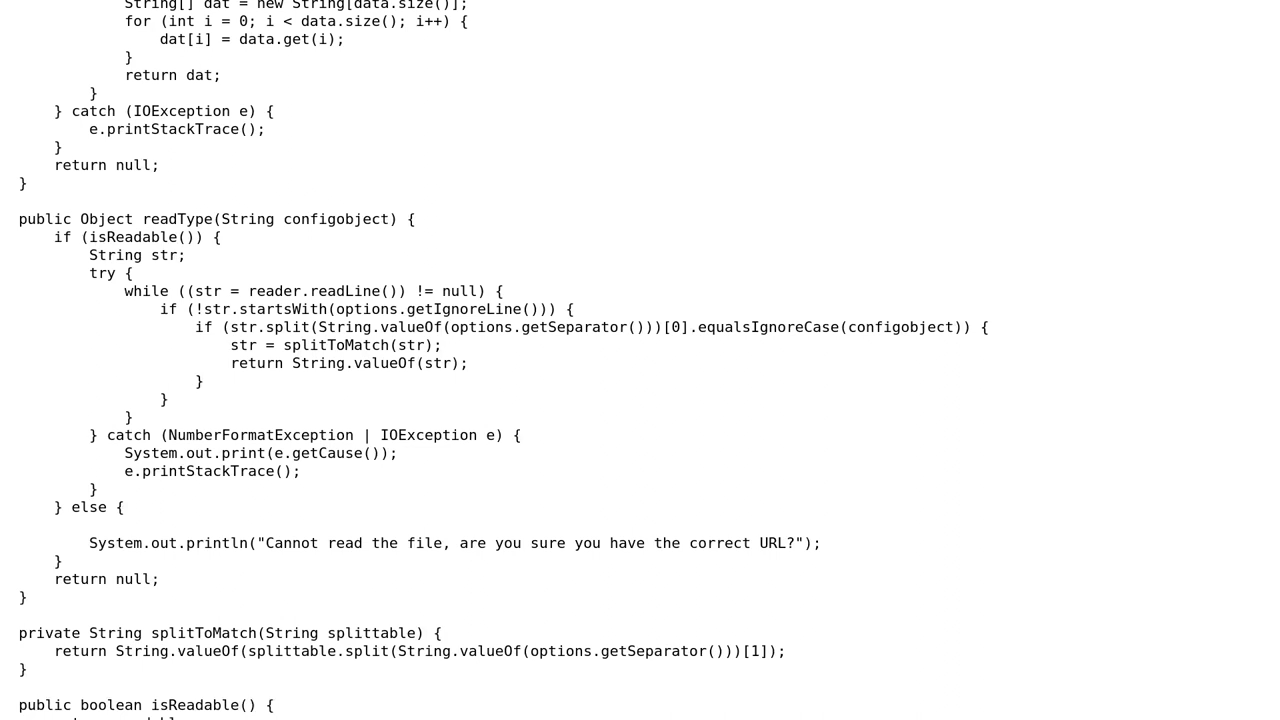 String[] dat = new String[data.size()];
for (int i = 0; i < data.size(); i++) {
dat[i] = data.get(i);
}
return dat;
}
} catch (IOException e) {
e.printStackTrace();
}
return null;
}
public Object readType(String configobject) {
if (isReadable()) {
String str;
try {
while ((str = reader.readLine()) != null) {
if (!str.startsWith(options.getIgnoreLine())) {
if (str.split(String.valueOf(options.getSeparator()))[0].equalsIgnoreCase(configobject)) {
str = splitToMatch(str);
return String.valueOf(str);
}
}
}
} catch (NumberFormatException | IOException e) {
System.out.print(e.getCause());
e.printStackTrace();
}
} else {
System.out.println("Cannot read the file, are you sure you have the correct URL?");
}
return null;
}
private String splitToMatch(String splittable) {
return String.valueOf(splittable.split(String.valueOf(options.getSeparator()))[1]);
}
public boolean isReadable() {